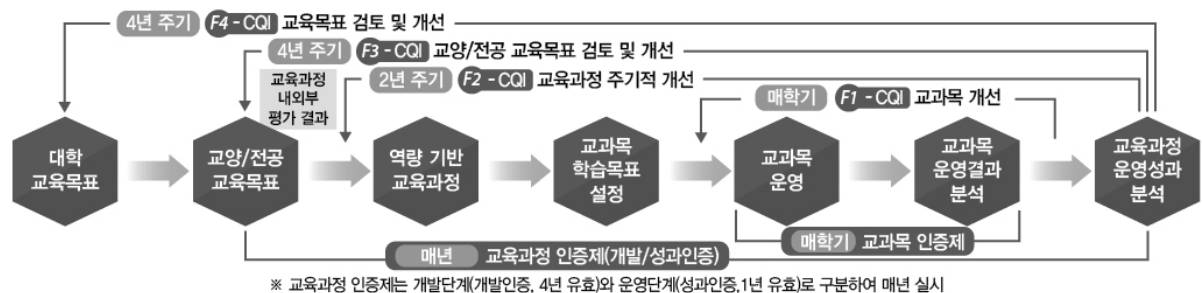 4년 주기 F4 - CQI 교육목표 검토 및 개선
4년 주기 F3 - CQI 교양/전공 교육목표 검토 및 개선
교육과정
내외부
평가 결과
2년 주기 F2 - CQI 교육과정 주기적 개선
매학기 F1 - CQI 교과목 개선
대학
교육목표
교양/전공
교육목표
역량 기반
교육과정
교과목
학습목표
설정
교과목
운영
교과목
운영결과
분석
교육과정
운영성과
분석
매학기 교과목 인증제
매년 교육과정 인증제(개발/성과인증)
※ 교육과정 인증제는 개발단계(개발인증, 4년 유효)와 운영단계(성과인증,1년 유효)로 구분하여 매년 실시